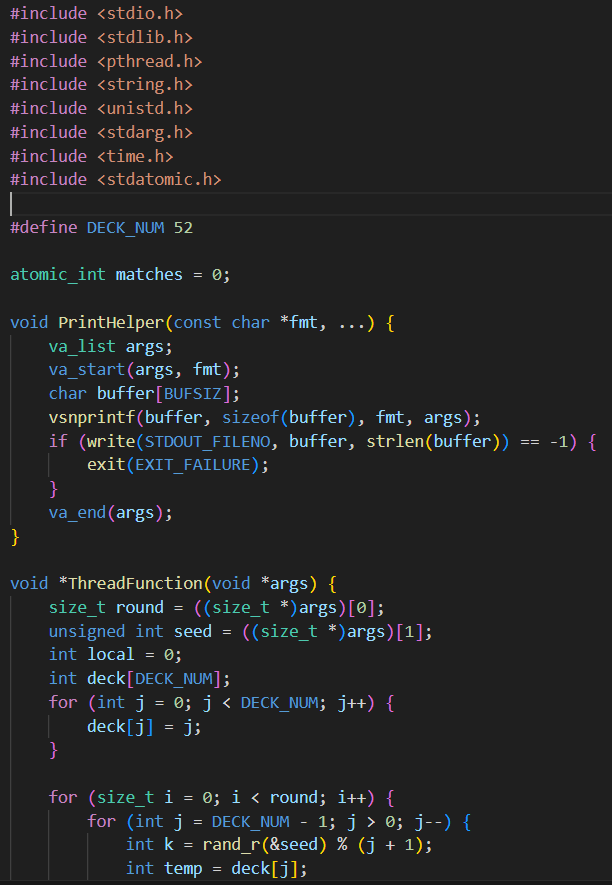 #include <stdio.h>
#include <stdlib.h>
#include <pthread.h>
#include <string.h>
#include <unistd.h>
#include <stdarg.h>
#include <time.h>
#include <stdatomic.h>
#define DECK_NUM 52
atomic_int matches = 0;
void PrintHelper(const char *fmt, ...) {
    va_list args;
    va_start(args, fmt);
    char buffer[BUFSIZ];
    vsnprintf(buffer, sizeof(buffer), fmt, args);
    if (write(STDOUT_FILENO, buffer, strlen(buffer)) == -1) {
        exit(EXIT_FAILURE);
    }
    va_end(args);
}
void *ThreadFunction(void *args) {
    size_t round = ((size_t *)args)[0];
    unsigned int seed = ((size_t *)args)[1];
    int local = 0;
    int deck[DECK_NUM];
    for (int j = 0; j < DECK_NUM; j++) {
        deck[j] = j;
    }
    for (size_t i = 0; i < round; i++) {
        for (int j = DECK_NUM - 1; j > 0; j--) {
            int k = rand_r(&seed) % (j + 1);
            int temp = deck[j];